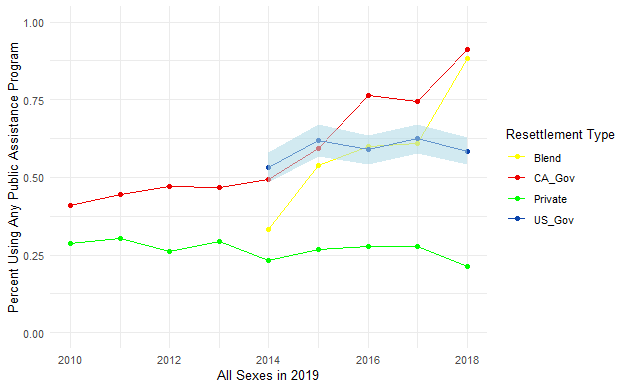 1.00
0.75
0.50
0.25
0.00
Percent Using Any Public Assistance Program
2010
2012
2014
2016
2018
All Sexes in 2019
Resettlement Type
Blend
CA_Gov
Private
US_Gov